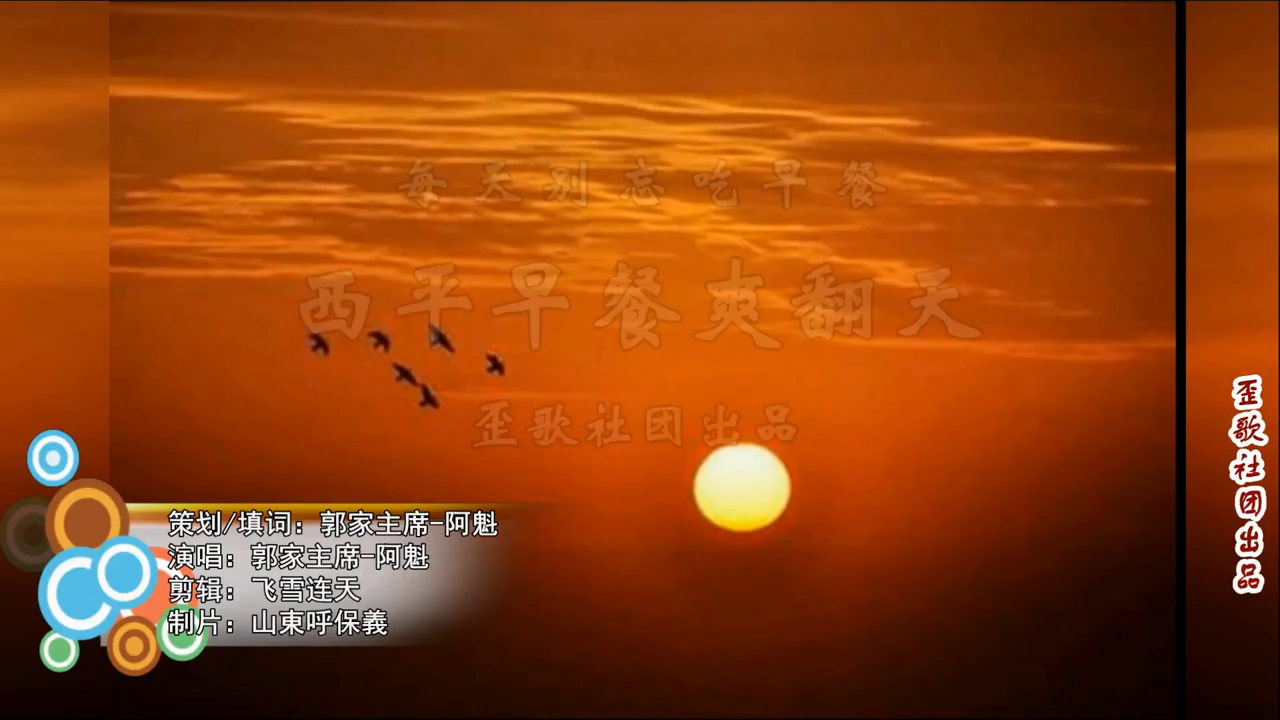 每天别忘吃早餐
西平早餐爽翻天
歪歌社团出品
策划/填词：郭家主席-阿魁
演唱：郭家主席-阿魁
剪辑：飞雪连天
制片：山東呼保義
歪歌社团出品